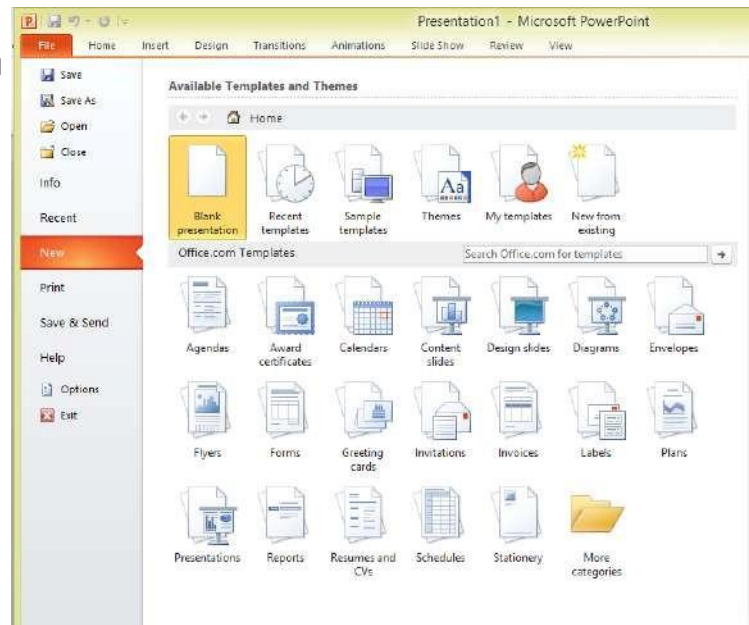 Presentation1 - Microsoft PowerPoint
File Home Insert Design Transitions Animations Slide Show Review View
Save
Save As
Open
Close
Info
Recent
New
Print
Save & Send
Help
Options
Exit
Available Templates and Themes
Home
Blank presentation
Recent templates
Sample templates
Themes
My templates
New from existing
Office.com Templates
Search Office.com for templates
Agendas
Award certificates
Calendars
Content slides
Design slides
Diagrams
Envelopes
Flyers
Forms
Greeting cards
Invitations
Invoices
Labels
Plans
Presentations
Reports
Resumes and CVs
Schedules
Stationery
More categories